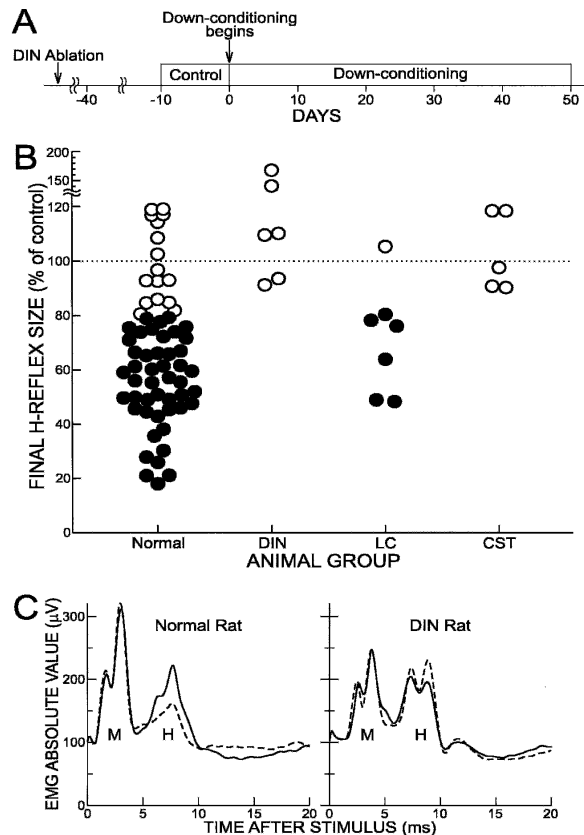 A
Down-conditioning
begins
DIN Ablation
Control
Down-conditioning
-40
-10
0
10
20
30
40
50
DAYS
B
FINAL H-REFLEX SIZE (% of control)
200
150
120
100
80
60
40
20
0
Normal
DIN
LC
CST
ANIMAL GROUP
C
EMG ABSOLUTE VALUE (µV)
300
200
100
0
Normal Rat
DIN Rat
M
H
M
H
0
5
10
15
20
0
5
10
15
20
TIME AFTER STIMULUS (ms)